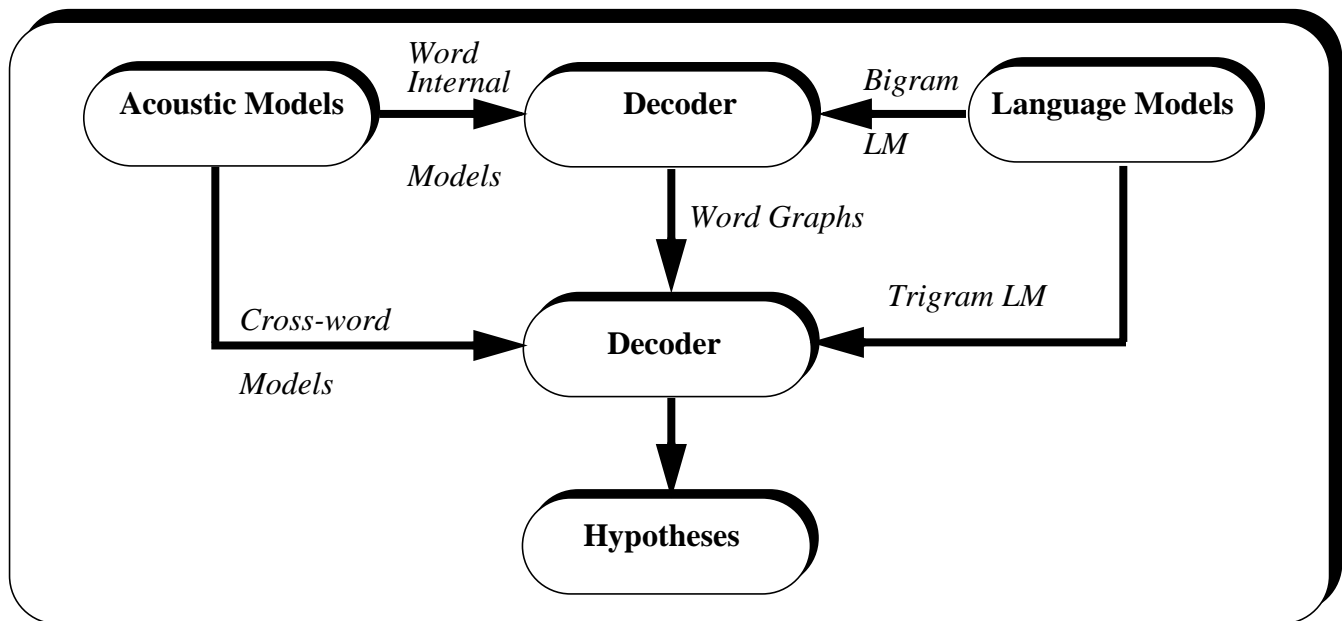 Word
Internal
Acoustic Models
Decoder
Bigram
Language Models
LM
Models
Word Graphs
Trigram LM
Cross-word
Decoder
Models
Hypotheses